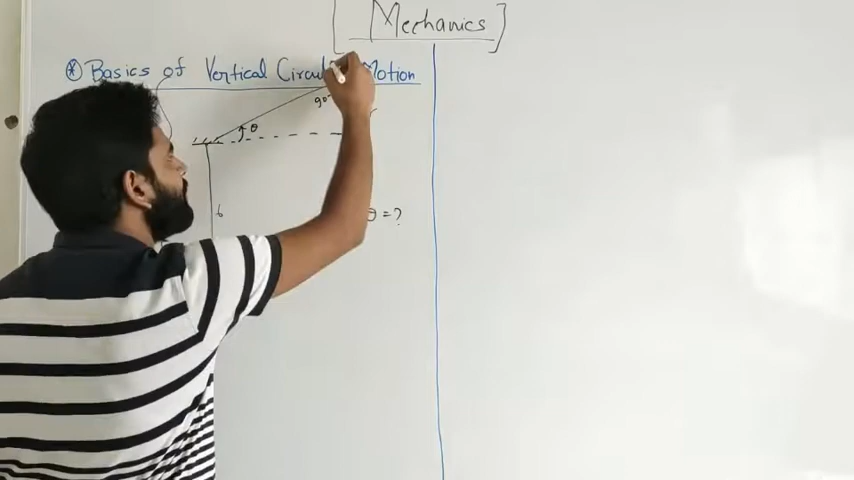 [Mechanics]
* Basics of Vertical Circular Motion
90°
θ
b
θ = ?